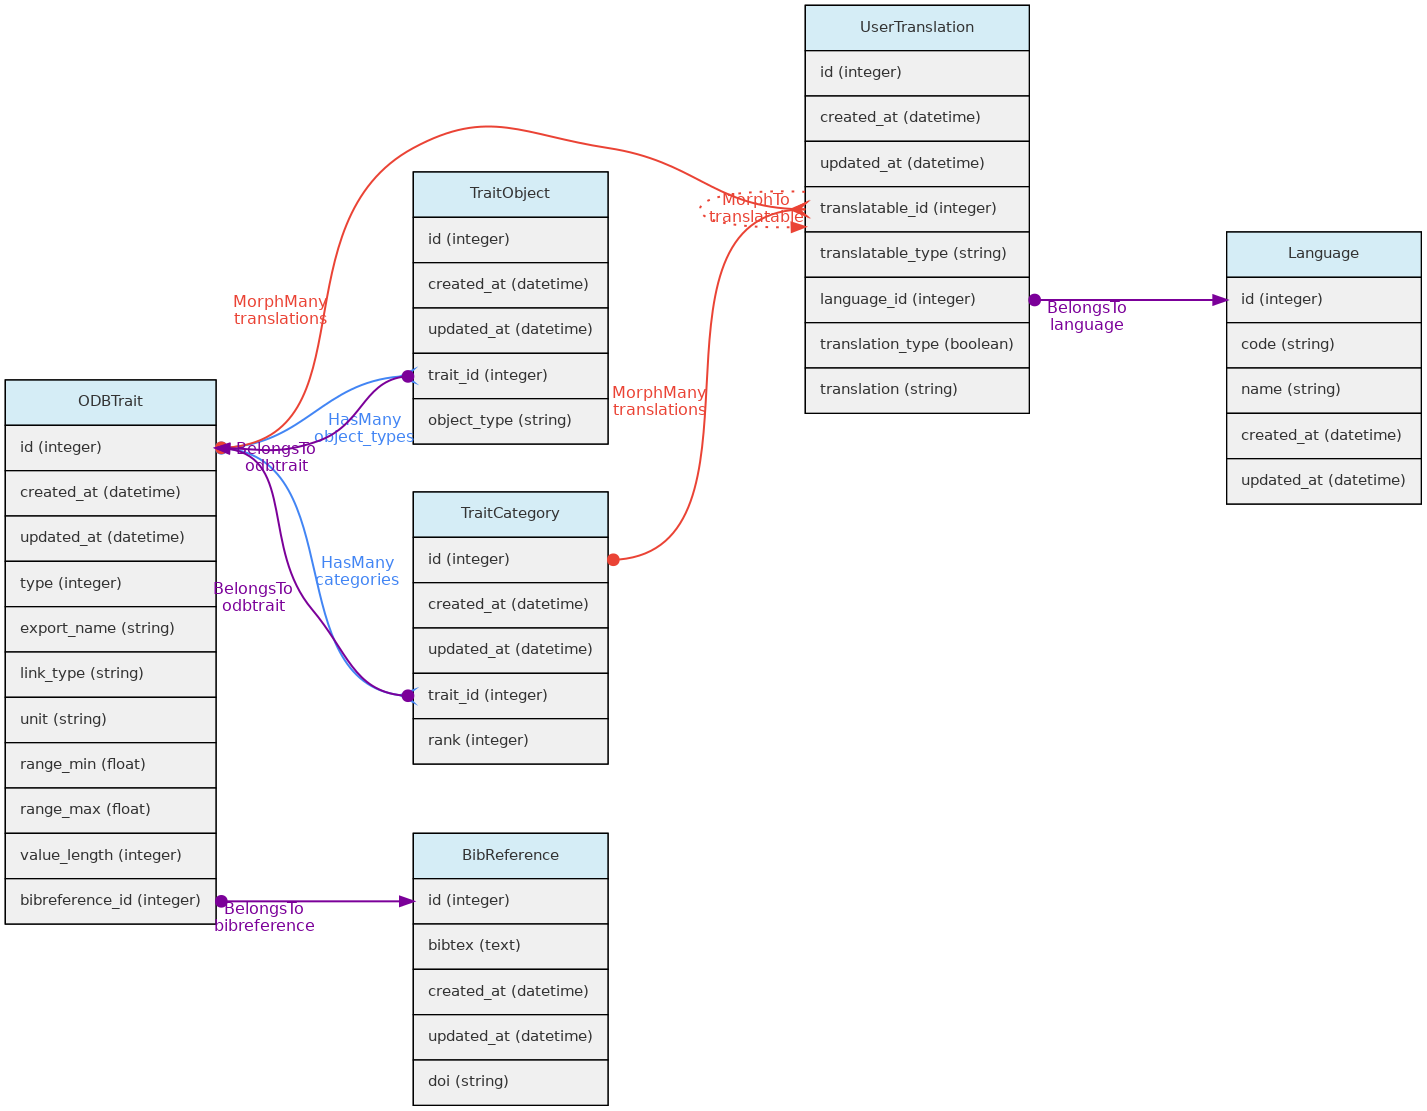 UserTranslation
id (integer)
created_at (datetime)
updated_at (datetime)
translatable_id (integer)
translatable_type (string)
language_id (integer)
translation_type (boolean)
translation (string)
MorphTo
translatable
TraitObject
id (integer)
created_at (datetime)
updated_at (datetime)
trait_id (integer)
object_type (string)
Language
id (integer)
code (string)
name (string)
created_at (datetime)
updated_at (datetime)
BelongsTo
language
MorphMany
translations
HasMany
object_types
MorphMany
translations
ODBTrait
id (integer)
created_at (datetime)
updated_at (datetime)
type (integer)
export_name (string)
link_type (string)
unit (string)
range_min (float)
range_max (float)
value_length (integer)
bibreference_id (integer)
BelongsTo
odbtrait
HasMany
categories
BelongsTo
odbtrait
TraitCategory
id (integer)
created_at (datetime)
updated_at (datetime)
trait_id (integer)
rank (integer)
BelongsTo
bibreference
BibReference
id (integer)
bibtex (text)
created_at (datetime)
updated_at (datetime)
doi (string)